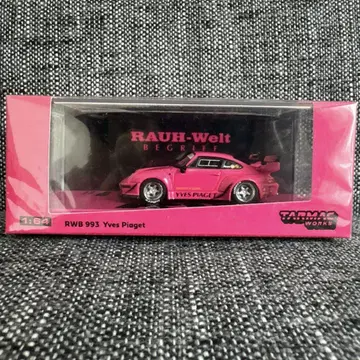 RAUH-Welt
BEGRIFF
YVES PIAGET
1:64
RWB 993 Yves Piaget
TARMAC
WORKS